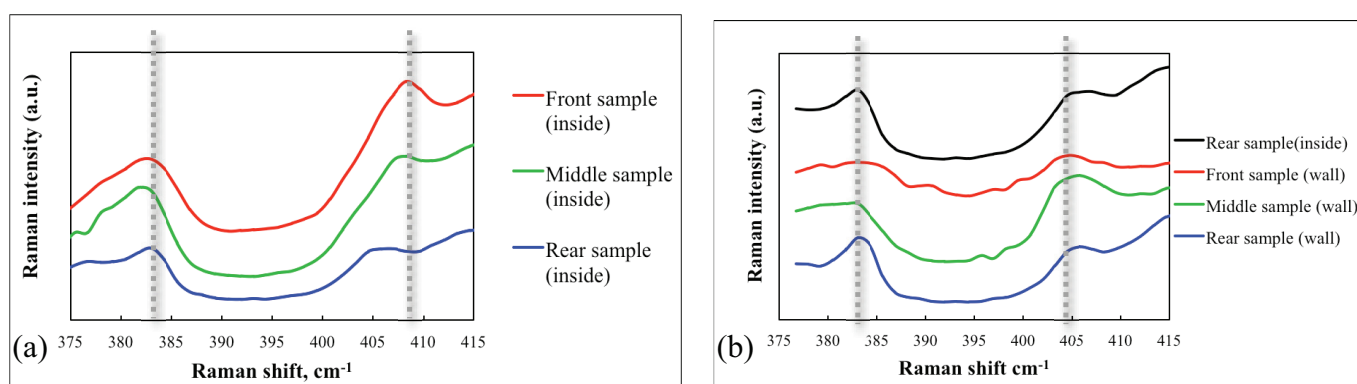 Raman intensity (a.u.)
Front sample
(inside)
Middle sample
(inside)
Rear sample
(inside)
375 380 385 390 395 400 405 410 415
(a)
Raman shift, cm-1
Raman intensity (a.u.)
Rear sample(inside)
Front sample (wall)
Middle sample (wall)
Rear sample (wall)
375 380 385 390 395 400 405 410 415
(b)
Raman shift cm-1